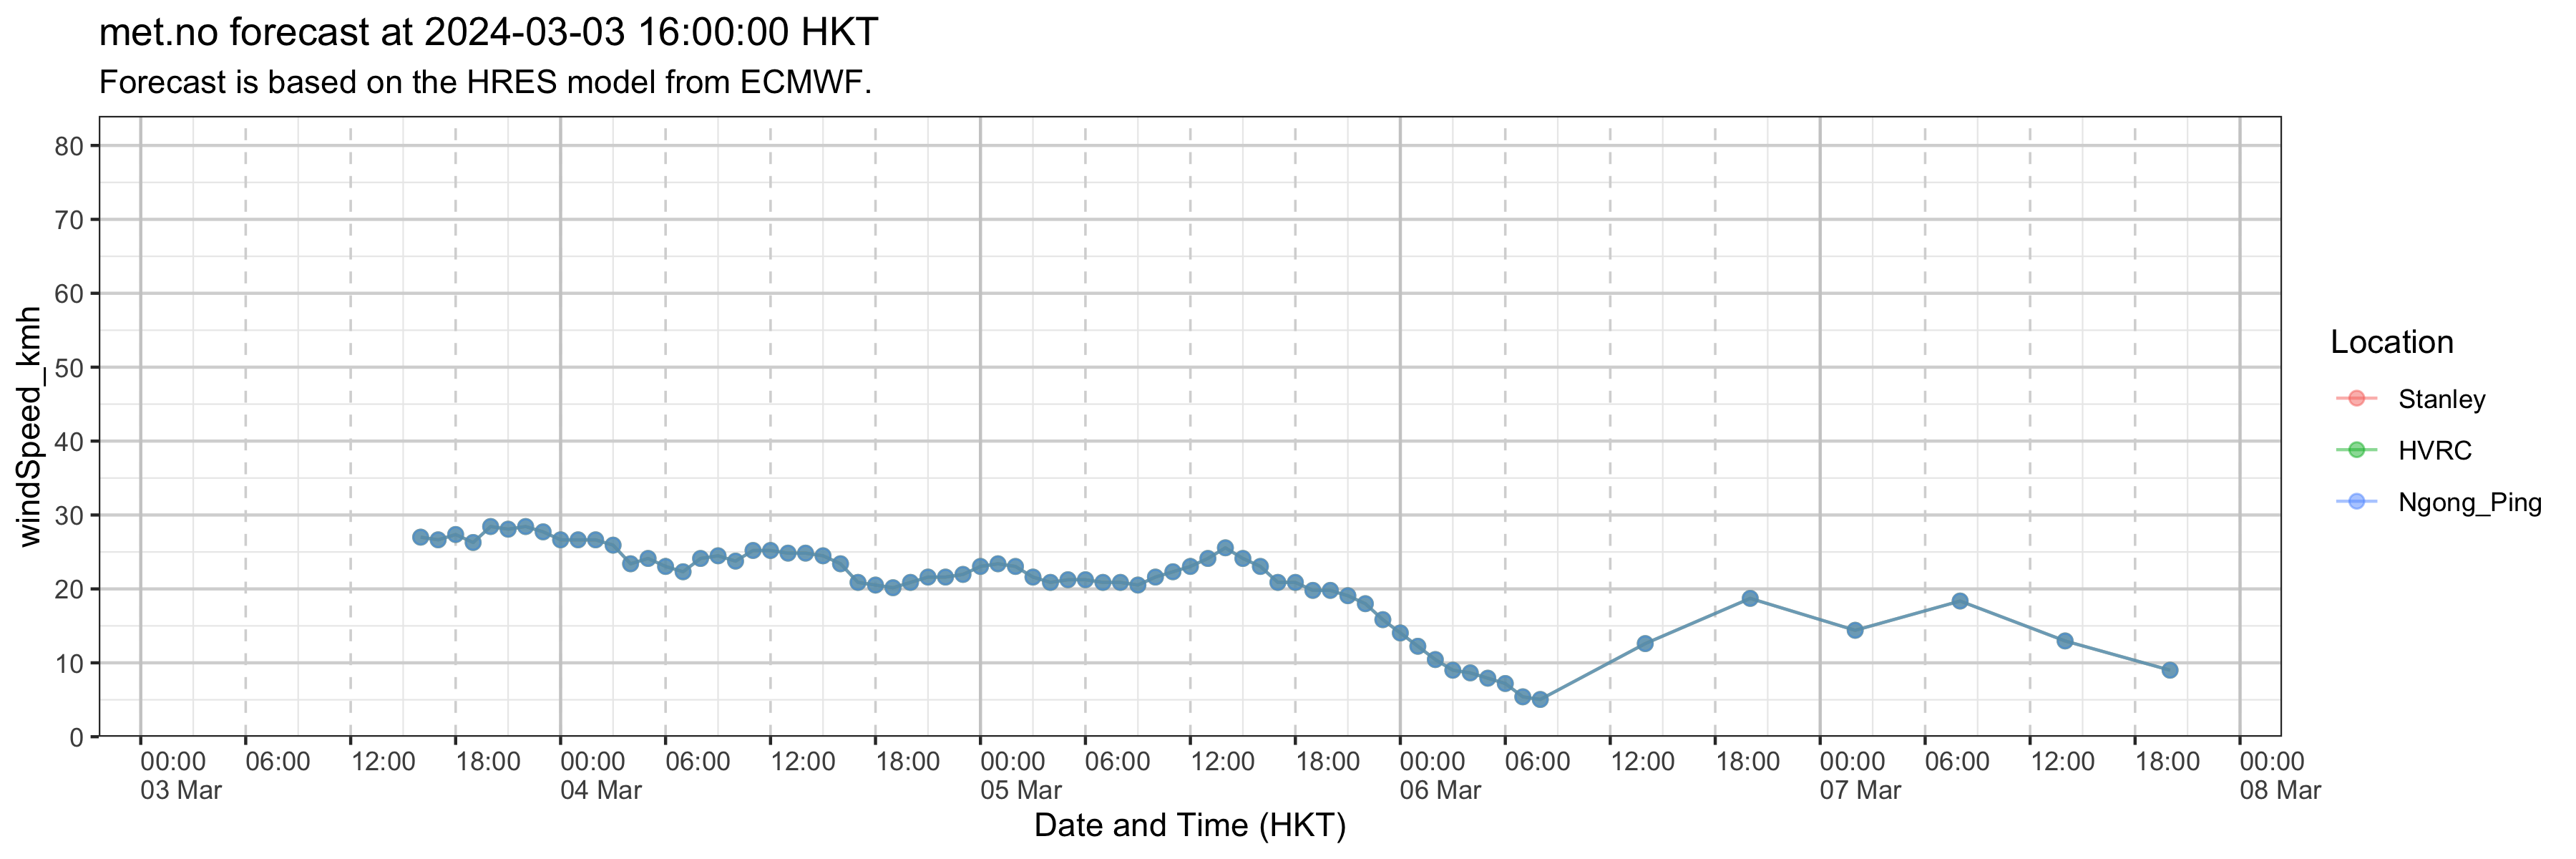 met.no forecast at 2024-03-03 16:00:00 HKT
Forecast is based on the HRES model from ECMWF.
windSpeed_kmh
80
70
60
50
40
30
20
10
0
00:00 06:00 12:00 18:00 00:00 06:00 12:00 18:00 00:00 06:00 12:00 18:00 00:00 06:00 12:00 18:00 00:00 06:00 12:00 18:00 00:00
03 Mar 04 Mar 05 Mar 06 Mar 07 Mar 08 Mar
Date and Time (HKT)
Location
Stanley
HVRC
Ngong_Ping